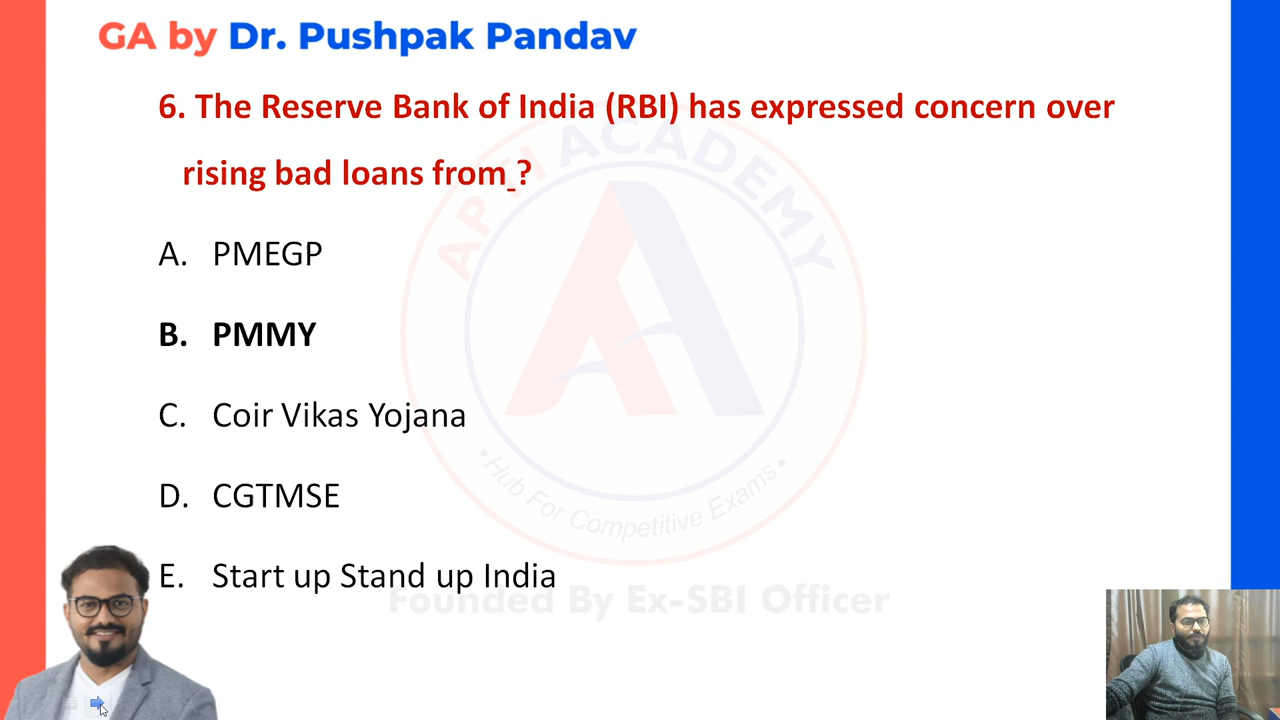 GA by Dr. Pushpak Pandav
6. The Reserve Bank of India (RBI) has expressed concern over
rising bad loans from_?
A. PMEGP
B. PMMY
C. Coir Vikas Yojana
D. CGTMSE
E. Start up Stand up India
APTI ACADEMY
•Hub For Competitive Exams•
Founded By Ex-SBI Officer